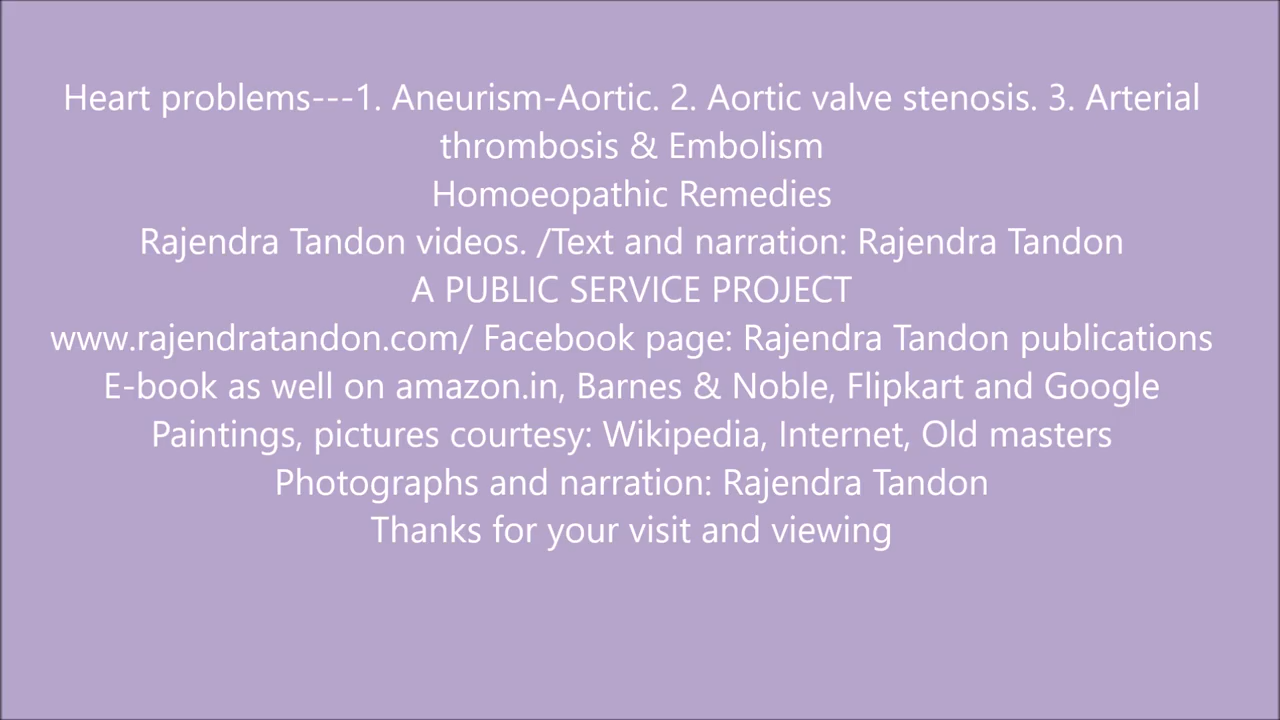 Heart problems---1. Aneurism-Aortic. 2. Aortic valve stenosis. 3. Arterial
thrombosis & Embolism
Homoeopathic Remedies
Rajendra Tandon videos. /Text and narration: Rajendra Tandon
A PUBLIC SERVICE PROJECT
www.rajendratandon.com/ Facebook page: Rajendra Tandon publications
E-book as well on amazon.in, Barnes & Noble, Flipkart and Google
Paintings, pictures courtesy: Wikipedia, Internet, Old masters
Photographs and narration: Rajendra Tandon
Thanks for your visit and viewing